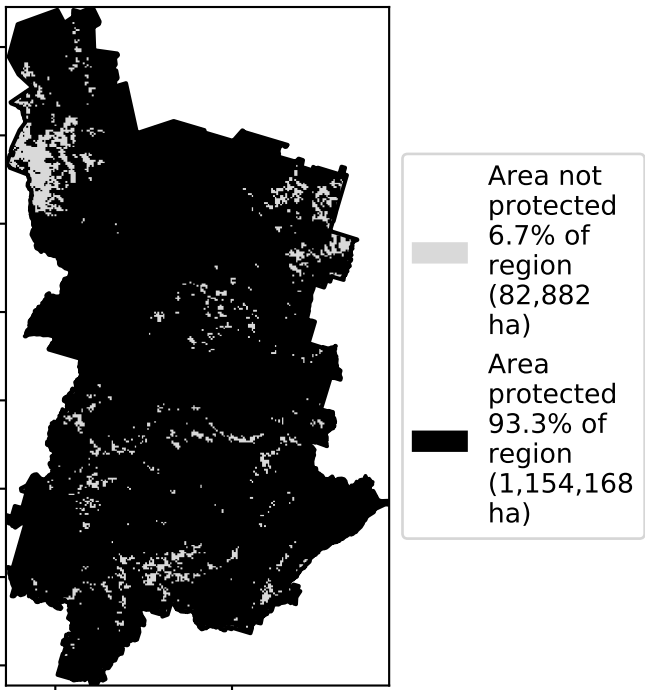 Area not
protected
6.7% of
region
(82,882
ha)
Area
protected
93.3% of
region
(1,154,168
ha)